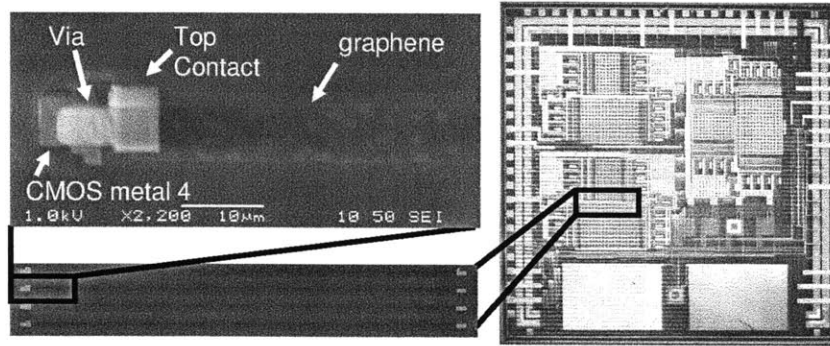 Via
Top
Contact
graphene
CMOS metal 4
1.0kV X2,200 10μm 10 50 SEI